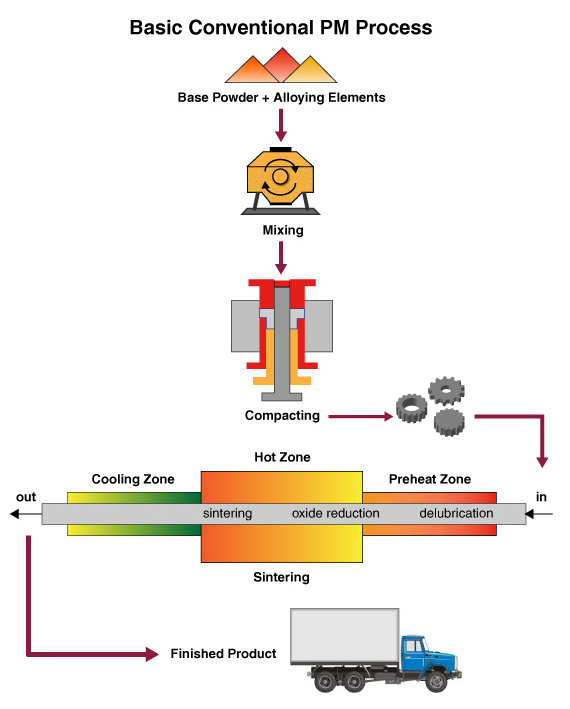 Basic Conventional PM Process
Base Powder + Alloying Elements
Mixing
Compacting
Hot Zone
Cooling Zone
Preheat Zone
out
in
sintering
oxide reduction
delubrication
Sintering
Finished Product